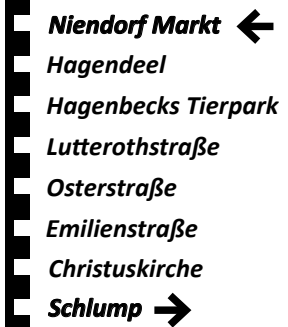 Niendorf Markt ←
Hagendeel
Hagenbecks Tierpark
Lutterothstraße
Osterstraße
Emilienstraße
Christuskirche
Schlump →